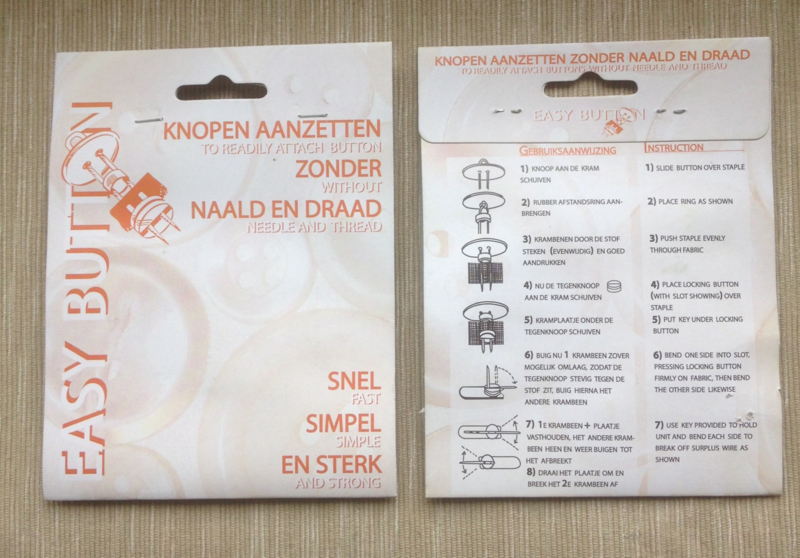 EASY BUTTON
KNOPEN AANZETTEN
TO READILY ATTACH BUTTON
ZONDER
WITHOUT
NAALD EN DRAAD
NEEDLE AND THREAD
SNEL
FAST
SIMPEL
SIMPLE
EN STERK
AND STRONG
KNOPEN AANZETTEN ZONDER NAALD EN DRAAD
TO READILY ATTACH BUTTONS WITHOUT NEEDLE AND THREAD
EASY BUTTON
GEBRUIKSAANWIJZING
1) KNOOP AAN DE KRAM
SCHUIVEN
2) RUBBER AFSTANDSRING AAN-
BRENGEN
3) KRAMBENEN DOOR DE STOF
STEKEN (EVENWIJDIG) EN GOED
AANDRUKKEN
4) NU DE TEGENKNOOP
AAN DE KRAM SCHUIVEN
5) KRAMPLAATJE ONDER DE
TEGENKNOOP SCHUIVEN
6) BUIG NU 1 KRAMBEEN ZOVER
MOGELIJK OMLAAG, ZODAT DE
TEGENKNOOP STEVIG TEGEN DE
STOF ZIT, BUIG HIERNA HET
ANDERE KRAMBEEN
7) 1E KRAMBEEN + PLAATJE
VASTHOUDEN, HET ANDERE KRAM-
BEEN HEEN EN WEER BUIGEN TOT
HET AFBREEKT
8) DRAAI HET PLAATJE OM EN
BREEK HET 2E KRAMBEEN AF
INSTRUCTION
1) SLIDE BUTTON OVER STAPLE
2) PLACE RING AS SHOWN
3) PUSH STAPLE EVENLY
THROUGH FABRIC
4) PLACE LOCKING BUTTON
(WITH SLOT SHOWING) OVER
STAPLE
5) PUT KEY UNDER LOCKING
BUTTON
6) BEND ONE SIDE INTO SLOT,
PRESSING LOCKING BUTTON
FIRMLY ON FABRIC, THEN BEND
THE OTHER SIDE LIKEWISE
7) USE KEY PROVIDED TO HOLD
UNIT AND BEND EACH SIDE TO
BREAK OFF SURPLUS WIRE AS
SHOWN